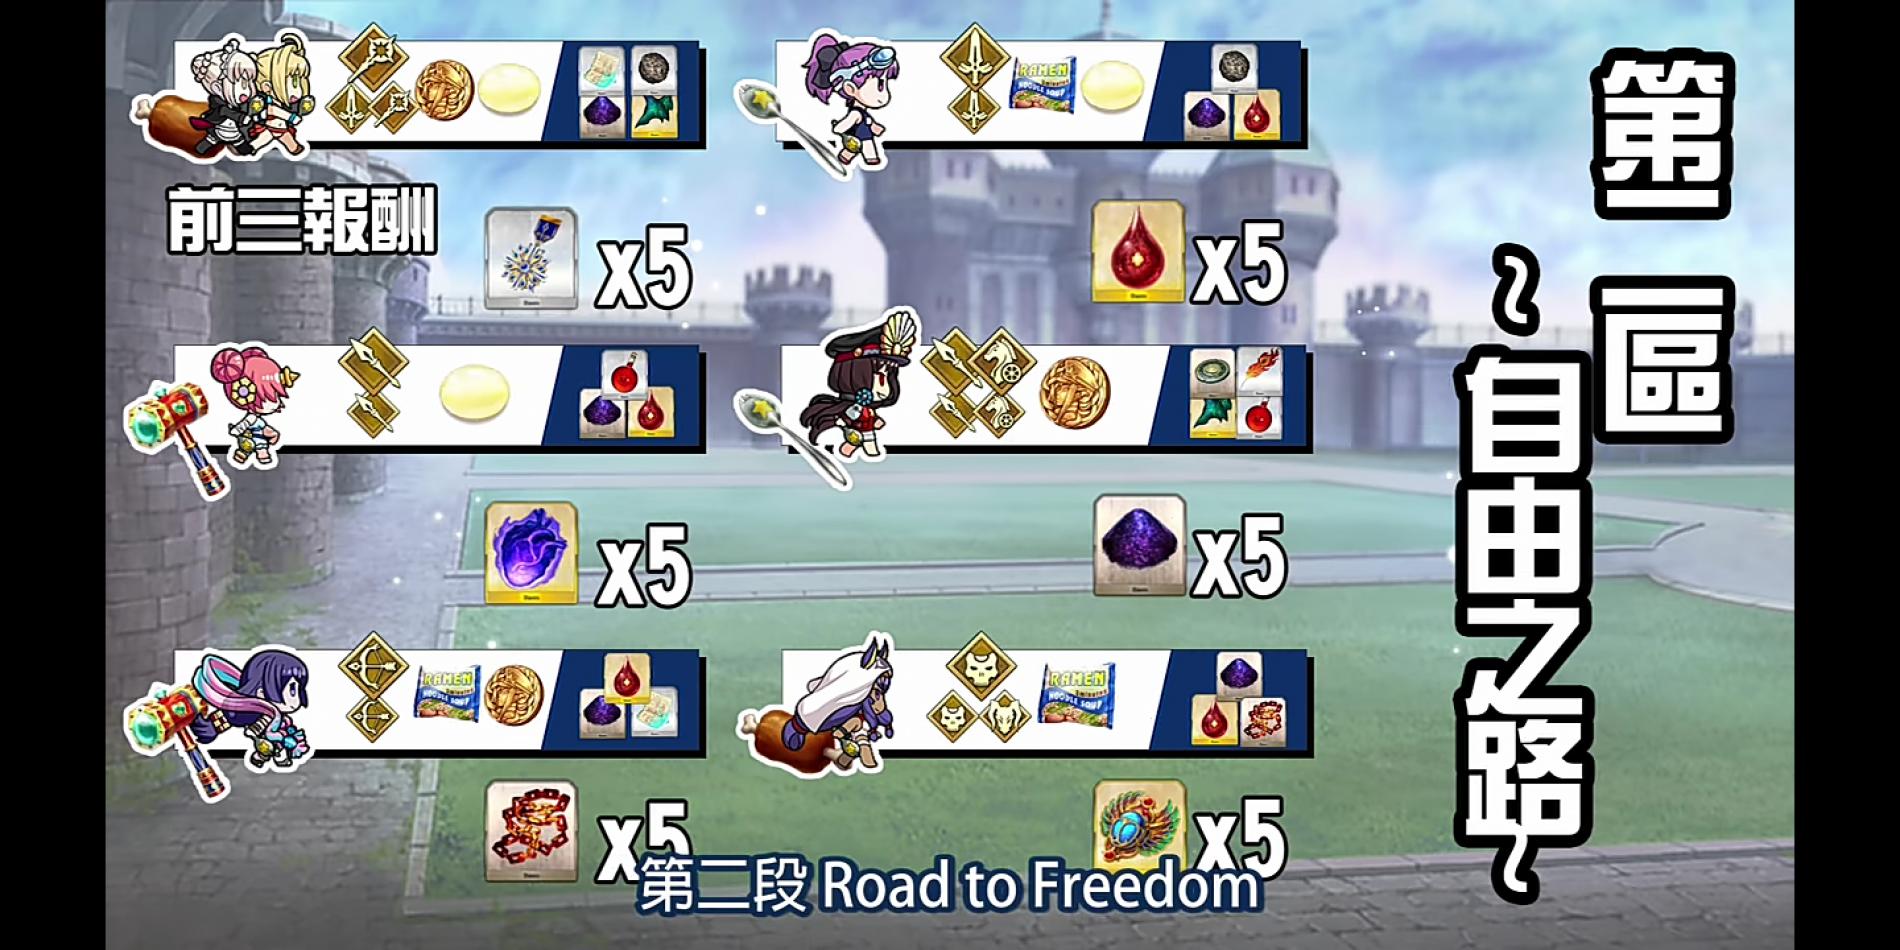 第一區
~自由之路~
RAMEN
NOODLE SOUP
前三報酬
x5
x5
x5
x5
RAMEN
NOODLE SOUP
RAMEN
NOODLE SOUP
x5
x5
第二段 Road to Freedom